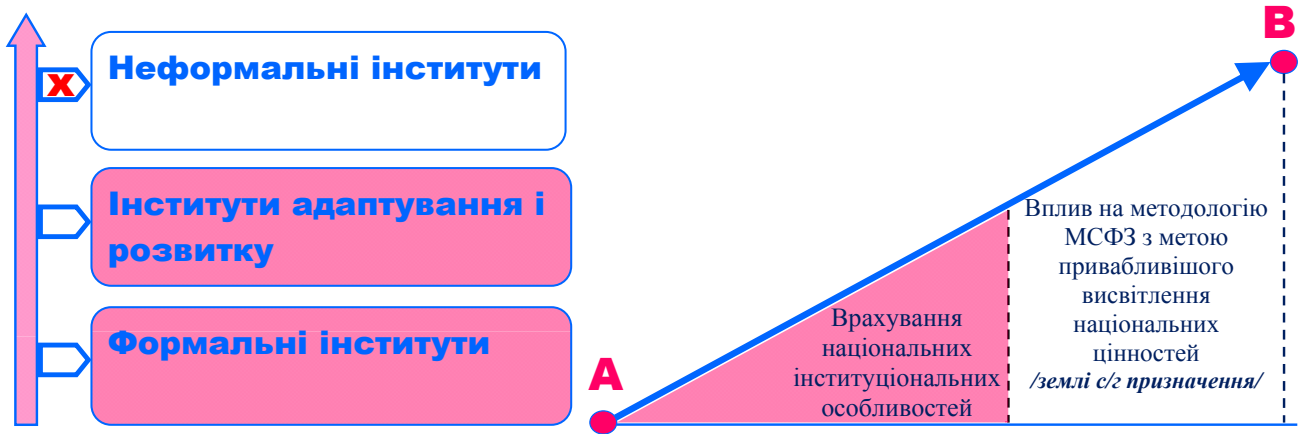 X
Неформальні інститути
Інститути адаптування і
розвитку
Формальні інститути
A
B
Врахування
національних
інституціональних
особливостей
Вплив на методологію
МСФЗ з метою
привабливішого
висвітлення
національних
цінностей
/землі с/г призначення/